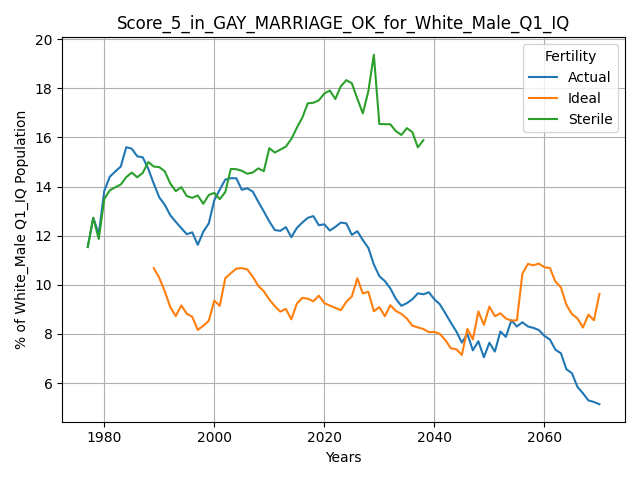 Score_5_in_GAY_MARRIAGE_OK_for_White_Male_Q1_IQ
% of White_Male Q1_IQ Population
20
18
16
14
12
10
8
6
Fertility
Actual
Ideal
Sterile
1980
2000
2020
2040
2060
Years